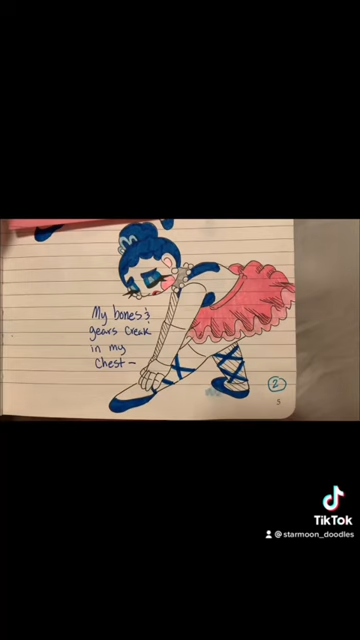 My bones &
gears creak
in my
chest-
2
5
TikTok
@starmoon_doodles